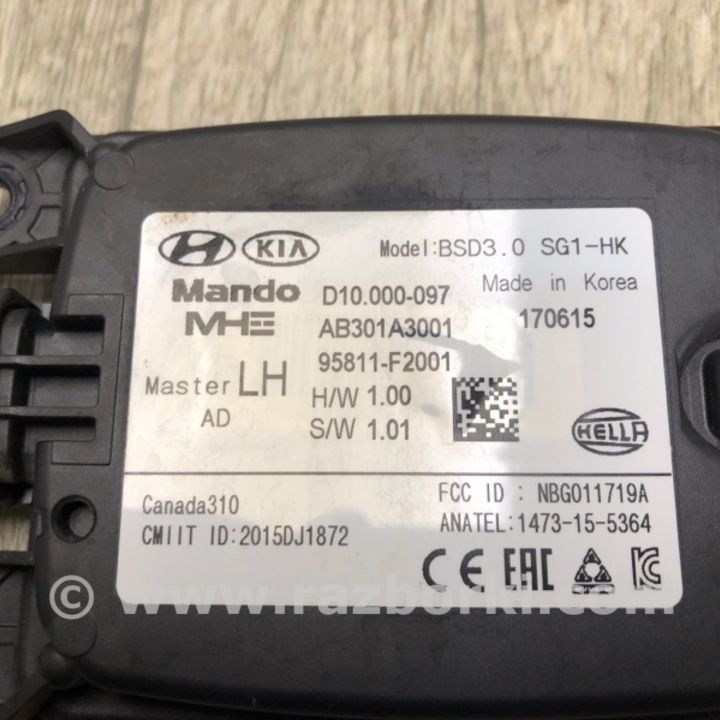 KIA Model:BSD3.0 SG1-HK
Mando D10.000-097 Made in Korea
MHE AB301A3001 170615
95811-F2001
Master LH H/W 1.00
AD S/W 1.01
HELLA
Canada310 FCC ID : NBG011719A
CMIIT ID:2015DJ1872 ANATEL:1473-15-5364
CE EAC
© www.razborki.com